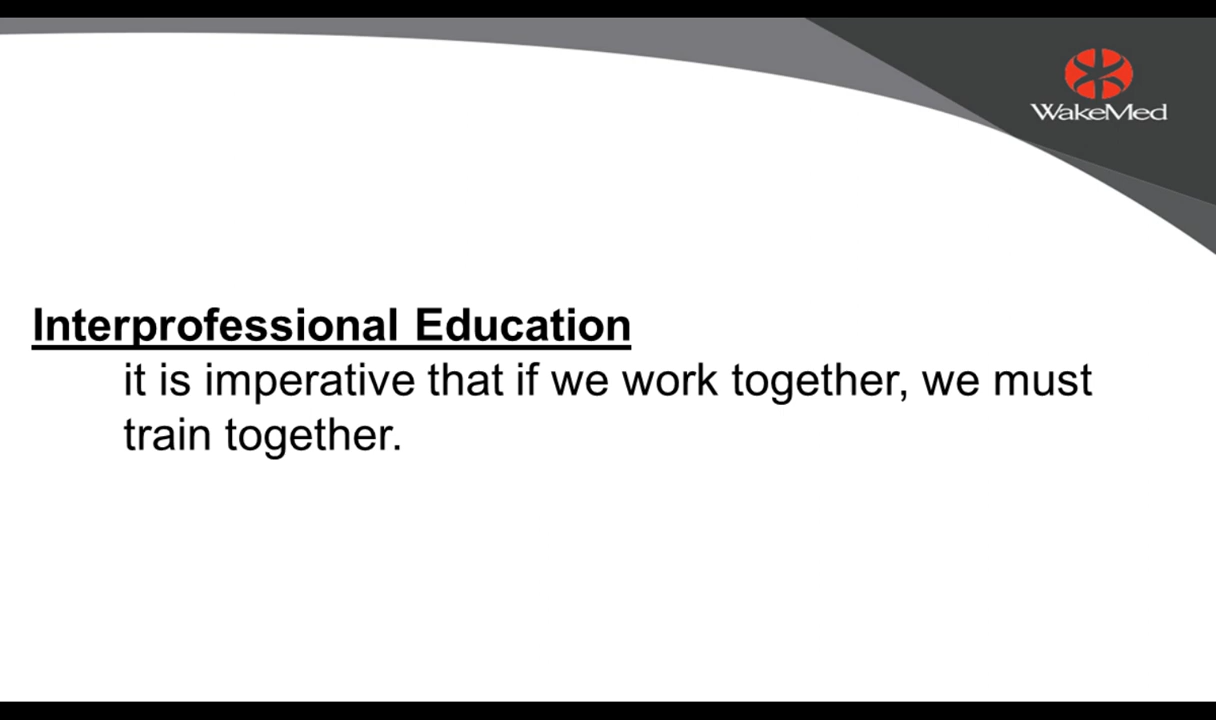 WakeMed
Interprofessional Education
it is imperative that if we work together, we must
train together.